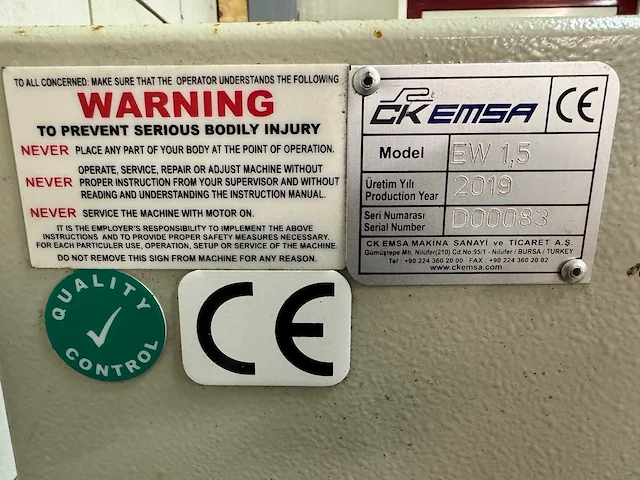 TO ALL CONCERNED: MAKE SURE THAT THE OPERATOR UNDERSTANDS THE FOLLOWING
WARNING
TO PREVENT SERIOUS BODILY INJURY
NEVER PLACE ANY PART OF YOUR BODY AT THE POINT OF OPERATION.
OPERATE, SERVICE, REPAIR OR ADJUST MACHINE WITHOUT
NEVER PROPER INSTRUCTION FROM YOUR SUPERVISOR AND WITHOUT
READING AND UNDERSTANDING THE INSTRUCTION MANUAL.
NEVER SERVICE THE MACHINE WITH MOTOR ON.
IT IS THE EMPLOYER'S RESPONSIBILITY TO IMPLEMENT THE ABOVE
INSTRUCTIONS AND TO PROVIDE PROPER SAFETY MEASURES NECESSARY.
FOR EACH PARTICULER USE, OPERATION, SETUP OR SERVICE OF THE MACHINE.
DO NOT REMOVE THIS SIGN FROM MACHINE FOR ANY REASON.
CK EMSA CE
Model EW 1,5
Üretim Yılı
Production Year 2019
Seri Numarası
Serial Number D00083
CK EMSA MAKİNA SANAYİ ve TİCARET A.Ş.
Gümüştepe Mh. Nilüfer(210) Cd.No:95/1 - Nilüfer / BURSA / TURKEY
Tel : +90 224 360 20 00 FAX : +90 224 360 20 02
www.ckemsa.com
QUALITY
CONTROL
CE